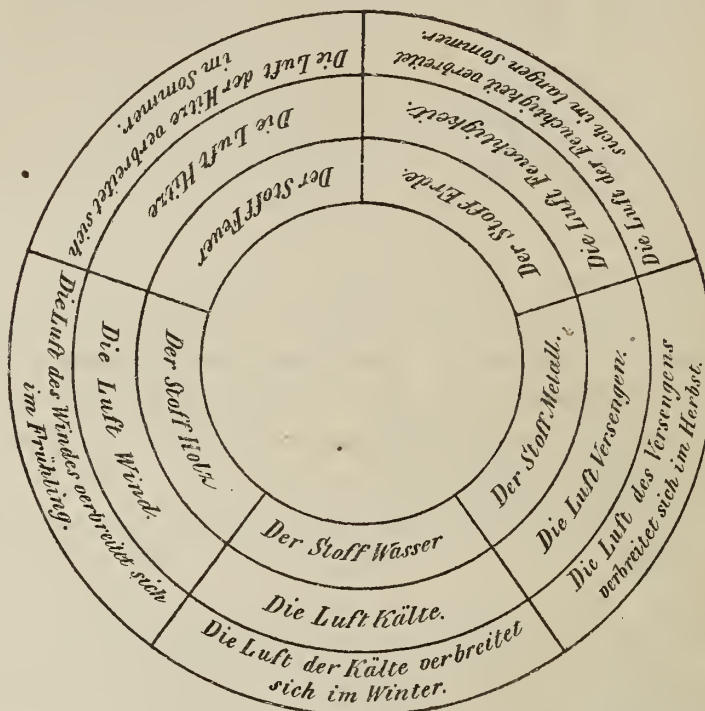 Die Luft der Hitze verbreitet sich
im Sommer.
Die Luft Hitze
Der Stoff Feuer
Die Luft der Feuchtigkeit verbreitet
sich im langen Sommer.
Die Luft Feuchtigkeit.
Der Stoff Erde.
Der Stoff Metall.
Die Luft Versengen.
Die Luft des Versengens
verbreitet sich im Herbst.
Der Stoff Wasser
Die Luft Kälte.
Die Luft der Kälte verbreitet
sich im Winter.
Der Stoff Holz
Die Luft Wind.
Die Luft des Windes verbreitet sich
im Frühling.